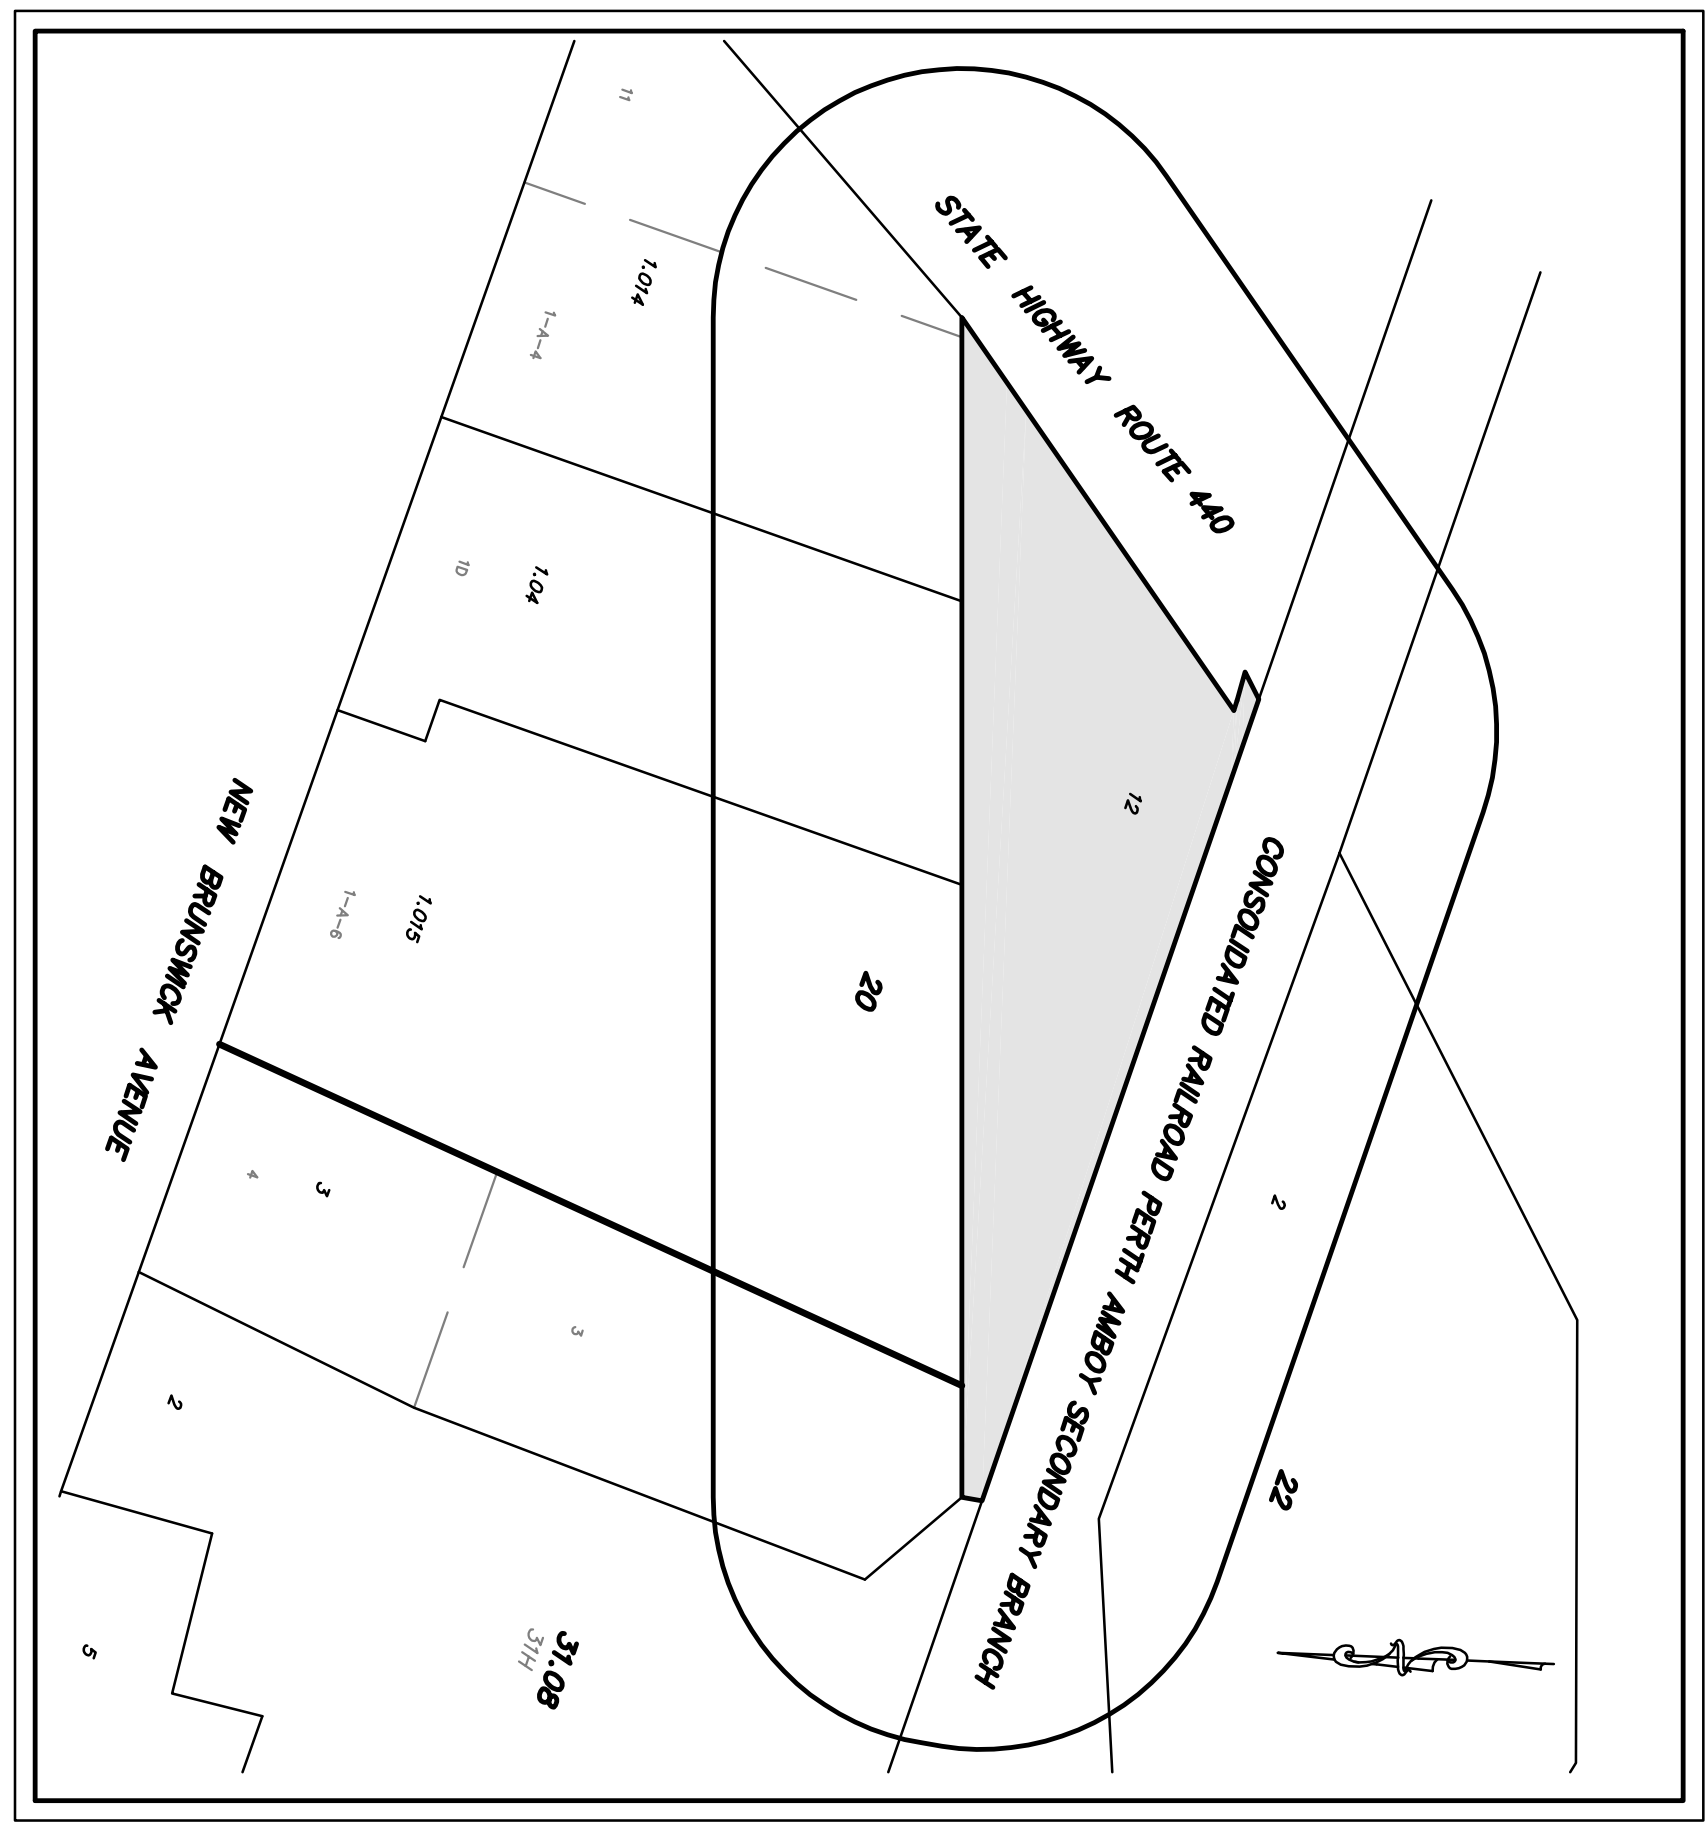 11
1.014
1-A-4
STATE HIGHWAY ROUTE 440
1D
1.04
12
NEW BRUNSWICK AVENUE
1-A-6
1.015
20
CONSOLIDATED RAILROAD PERTH AMBOY SECONDARY BRANCH
4
3
2
3
2
22
31.08
31H
5